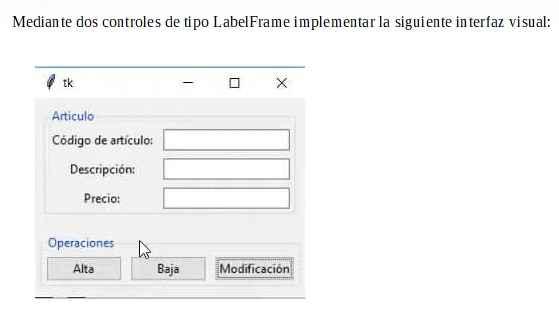 Mediante dos controles de tipo LabelFrame implementar la siguiente interfaz visual:
tk
Articulo
Código de artículo:
Descripción:
Precio:
Operaciones
Alta Baja Modificación